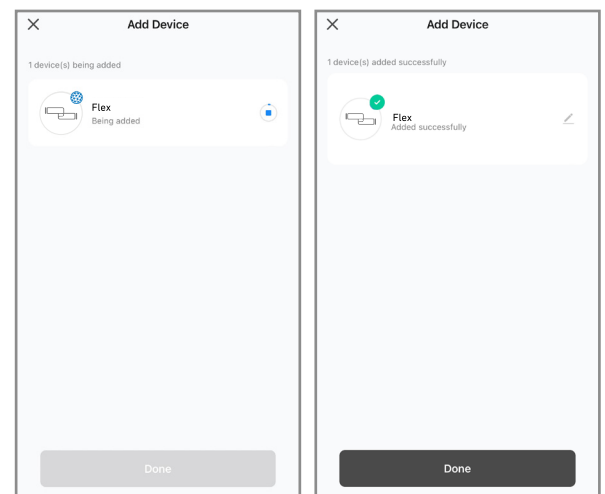 Add Device
1 device(s) being added
Flex
Being added
Done
Add Device
1 device(s) added successfully
Flex
Added successfully
Done